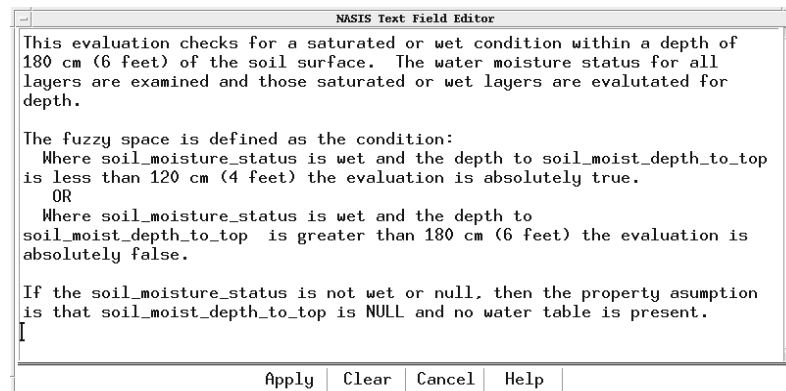 NASIS Text Field Editor
This evaluation checks for a saturated or wet condition within a depth of
180 cm (6 feet) of the soil surface.  The water moisture status for all
layers are examined and those saturated or wet layers are evalutated for
depth.
The fuzzy space is defined as the condition:
Where soil_moisture_status is wet and the depth to soil_moist_depth_to_top
is less than 120 cm (4 feet) the evaluation is absolutely true.
OR
Where soil_moisture_status is wet and the depth to
soil_moist_depth_to_top  is greater than 180 cm (6 feet) the evaluation is
absolutely false.
If the soil_moisture_status is not wet or null, then the property asumption
is that soil_moist_depth_to_top is NULL and no water table is present.
Apply Clear Cancel Help